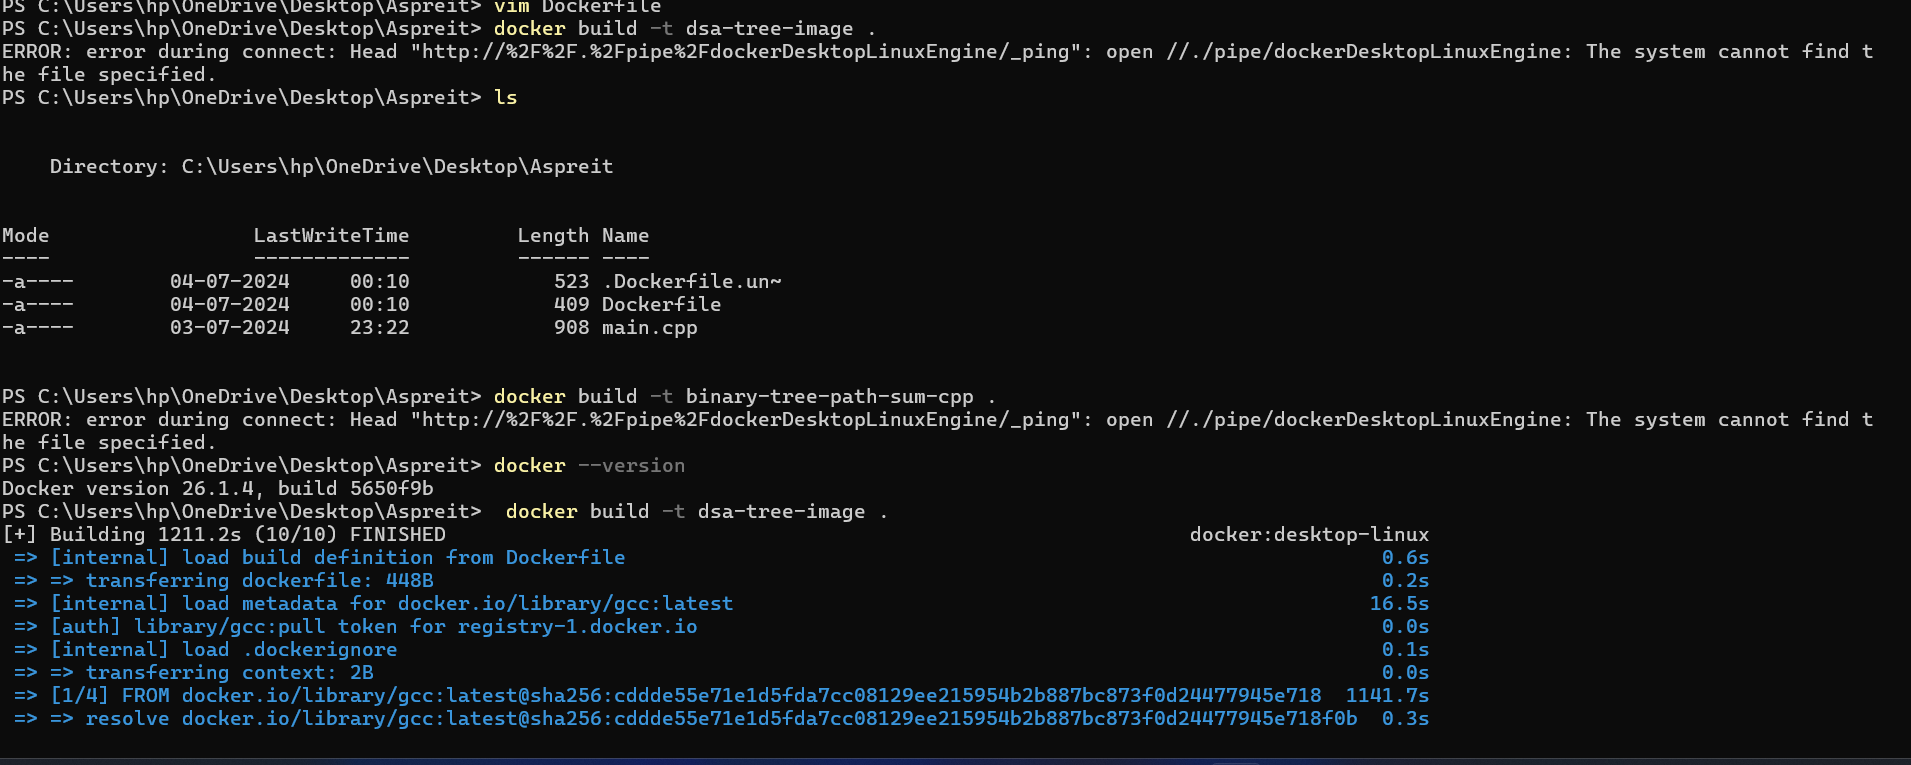 PS C:\Users\hp\OneDrive\Desktop\Aspreit> vim Dockerfile
PS C:\Users\hp\OneDrive\Desktop\Aspreit> docker build -t dsa-tree-image .
ERROR: error during connect: Head "http://%2F%2F.%2Fpipe%2FdockerDesktopLinuxEngine/_ping": open //./pipe/dockerDesktopLinuxEngine: The system cannot find t
he file specified.
PS C:\Users\hp\OneDrive\Desktop\Aspreit> ls
Directory: C:\Users\hp\OneDrive\Desktop\Aspreit
Mode                 LastWriteTime         Length Name
----                 -------------         ------ ----
-a----        04-07-2024     00:10            523 .Dockerfile.un~
-a----        04-07-2024     00:10            409 Dockerfile
-a----        03-07-2024     23:22            908 main.cpp
PS C:\Users\hp\OneDrive\Desktop\Aspreit> docker build -t binary-tree-path-sum-cpp .
ERROR: error during connect: Head "http://%2F%2F.%2Fpipe%2FdockerDesktopLinuxEngine/_ping": open //./pipe/dockerDesktopLinuxEngine: The system cannot find t
he file specified.
PS C:\Users\hp\OneDrive\Desktop\Aspreit> docker --version
Docker version 26.1.4, build 5650f9b
PS C:\Users\hp\OneDrive\Desktop\Aspreit>  docker build -t dsa-tree-image .
[+] Building 1211.2s (10/10) FINISHED                                                              docker:desktop-linux
 => [internal] load build definition from Dockerfile                                                               0.6s
 => => transferring dockerfile: 448B                                                                               0.2s
 => [internal] load metadata for docker.io/library/gcc:latest                                                     16.5s
 => [auth] library/gcc:pull token for registry-1.docker.io                                                         0.0s
 => [internal] load .dockerignore                                                                                  0.1s
 => => transferring context: 2B                                                                                    0.0s
 => [1/4] FROM docker.io/library/gcc:latest@sha256:cddde55e71e1d5fda7cc08129ee215954b2b887bc873f0d24477945e718  1141.7s
 => => resolve docker.io/library/gcc:latest@sha256:cddde55e71e1d5fda7cc08129ee215954b2b887bc873f0d24477945e718f0b  0.3s